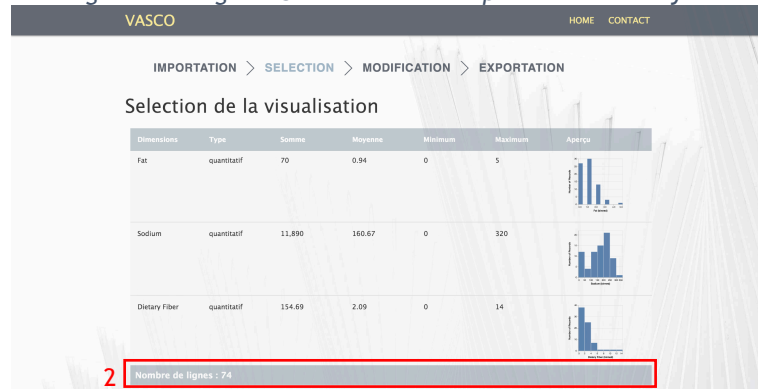 VASCO HOME CONTACT
IMPORTATION > SELECTION > MODIFICATION > EXPORTATION
Selection de la visualisation
Dimensions Type Somme Moyenne Minimum Maximum Aperçu
Fat quantitatif 70 0.94 0 5
Sodium quantitatif 11,890 160.67 0 320
Dietary Fiber quantitatif 154.69 2.09 0 14
2 Nombre de lignes : 74